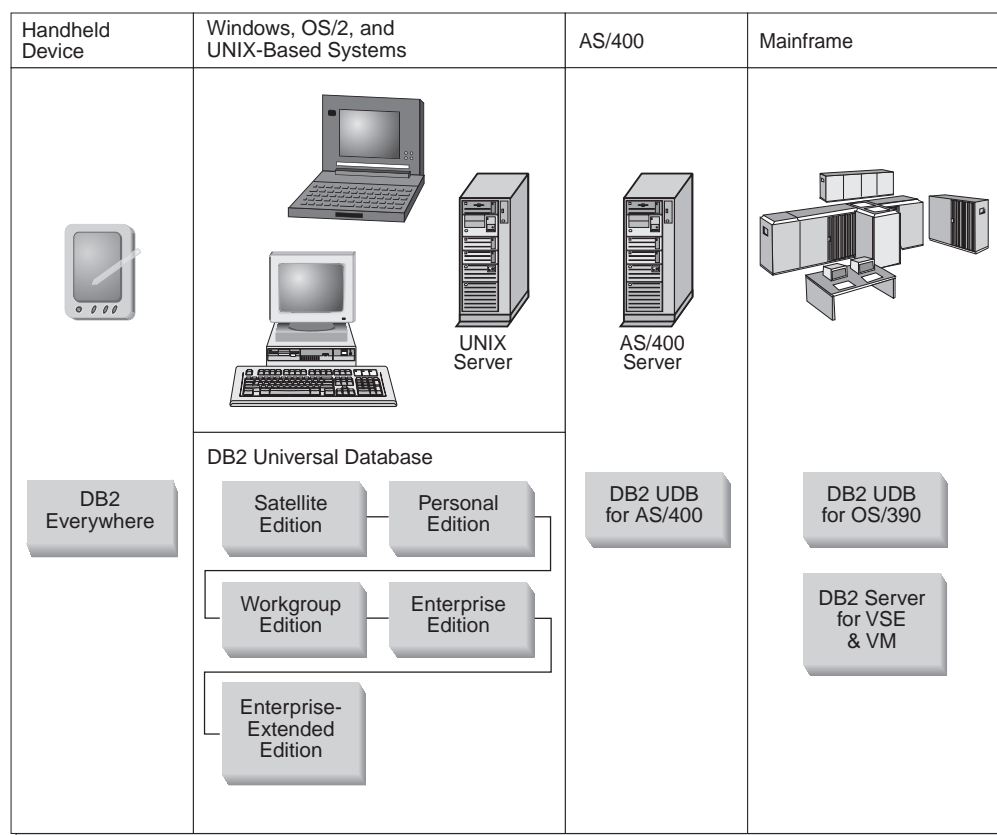 Handheld
Device
Windows, OS/2, and
UNIX-Based Systems
AS/400
Mainframe
UNIX
Server
AS/400
Server
DB2 Universal Database
DB2
Everywhere
Satellite
Edition
Personal
Edition
Workgroup
Edition
Enterprise
Edition
Enterprise-
Extended
Edition
DB2 UDB
for AS/400
DB2 UDB
for OS/390
DB2 Server
for VSE
& VM